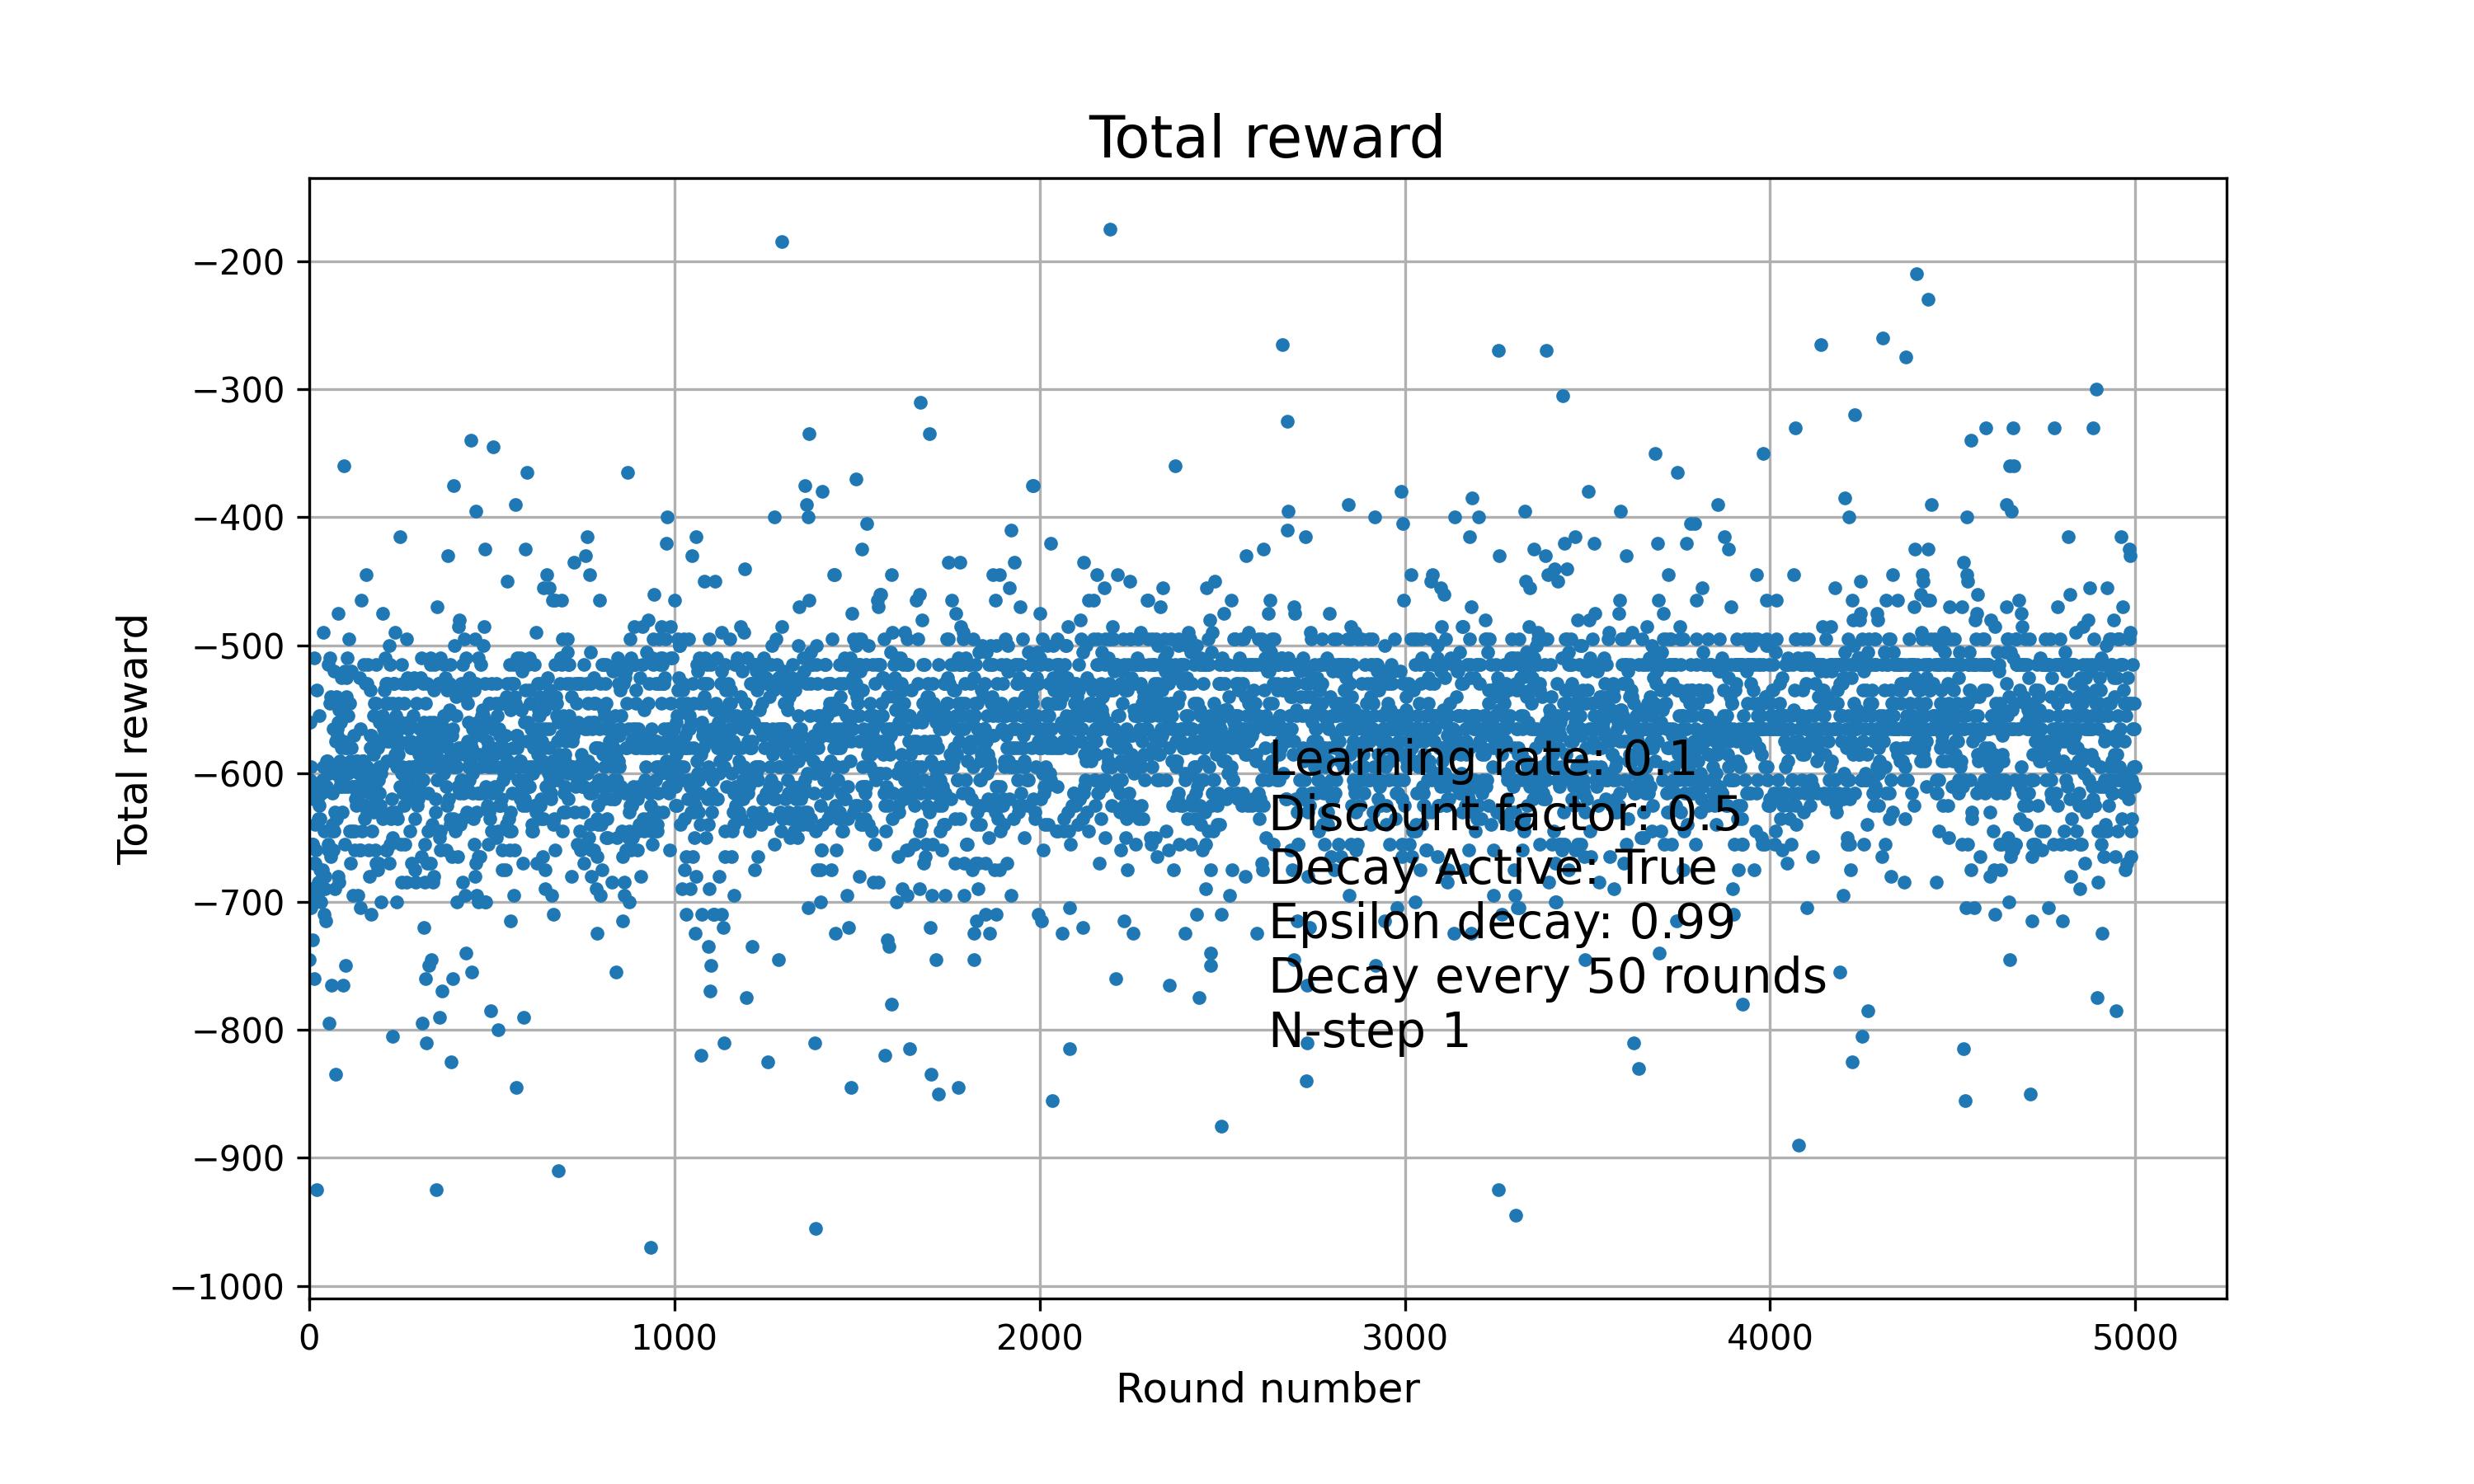 Total reward
Total reward
−200
−300
−400
−500
−600
−700
−800
−900
−1000
Learning rate: 0.1
Discount factor: 0.5
Decay Active: True
Epsilon decay: 0.99
Decay every 50 rounds
N-step 1
0 1000 2000 3000 4000 5000
Round number